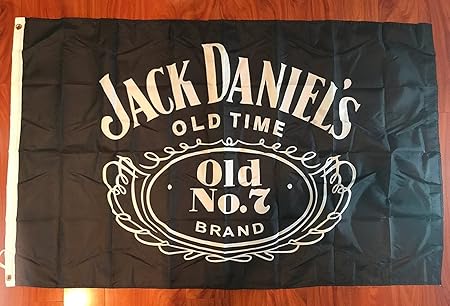 JACK DANIEL'S
OLD TIME
Old
No.7
BRAND